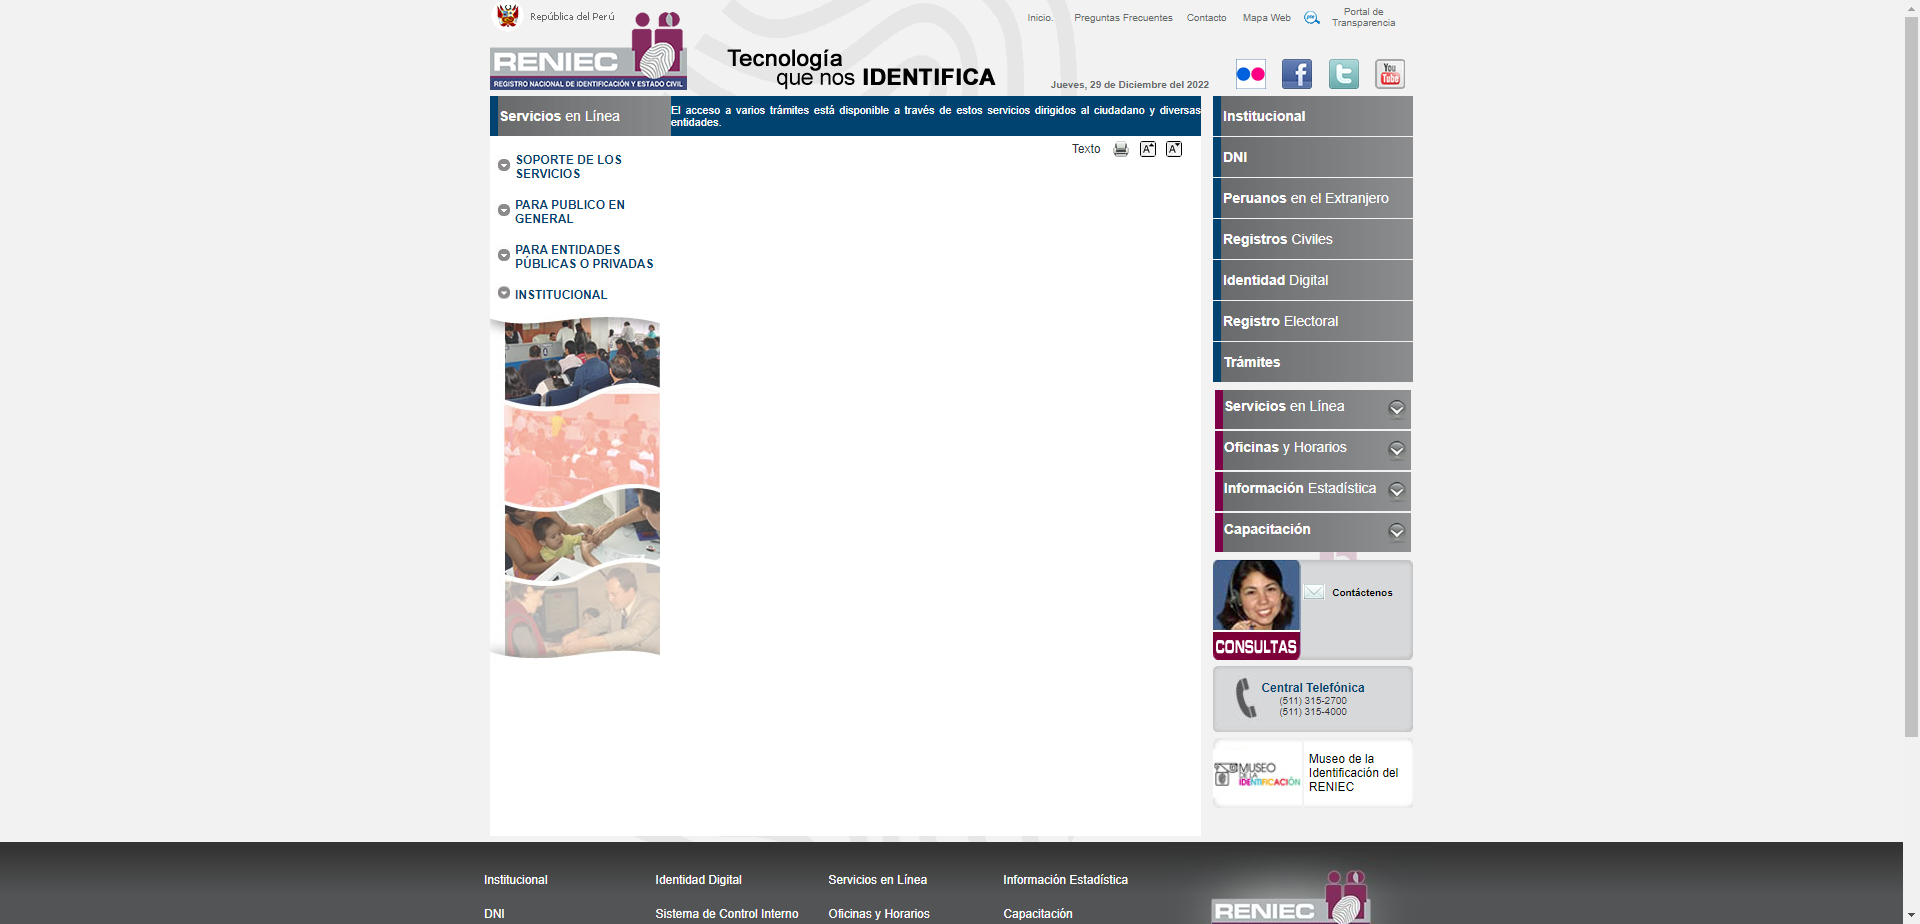 República del Perú
RENIEC
REGISTRO NACIONAL DE IDENTIFICACIÓN Y ESTADO CIVIL
Tecnología
que nos IDENTIFICA
Inicio.
Preguntas Frecuentes
Contacto
Mapa Web
Portal de
Transparencia
Jueves, 29 de Diciembre del 2022
f
t
You
Tube
Servicios en Línea
El acceso a varios trámites está disponible a través de estos servicios dirigidos al ciudadano y diversas
entidades.
Texto
A
A
SOPORTE DE LOS
SERVICIOS
PARA PUBLICO EN
GENERAL
PARA ENTIDADES
PÚBLICAS O PRIVADAS
INSTITUCIONAL
Institucional
DNI
Peruanos en el Extranjero
Registros Civiles
Identidad Digital
Registro Electoral
Trámites
Servicios en Línea
Oficinas y Horarios
Información Estadística
Capacitación
CONSULTAS
Contáctenos
Central Telefónica
(511) 315-2700
(511) 315-4000
MUSEO
DE LA
IDENTIFICACIÓN
Museo de la
Identificación del
RENIEC
Institucional
Identidad Digital
Servicios en Línea
Información Estadística
DNI
Sistema de Control Interno
Oficinas y Horarios
Capacitación
RENIEC